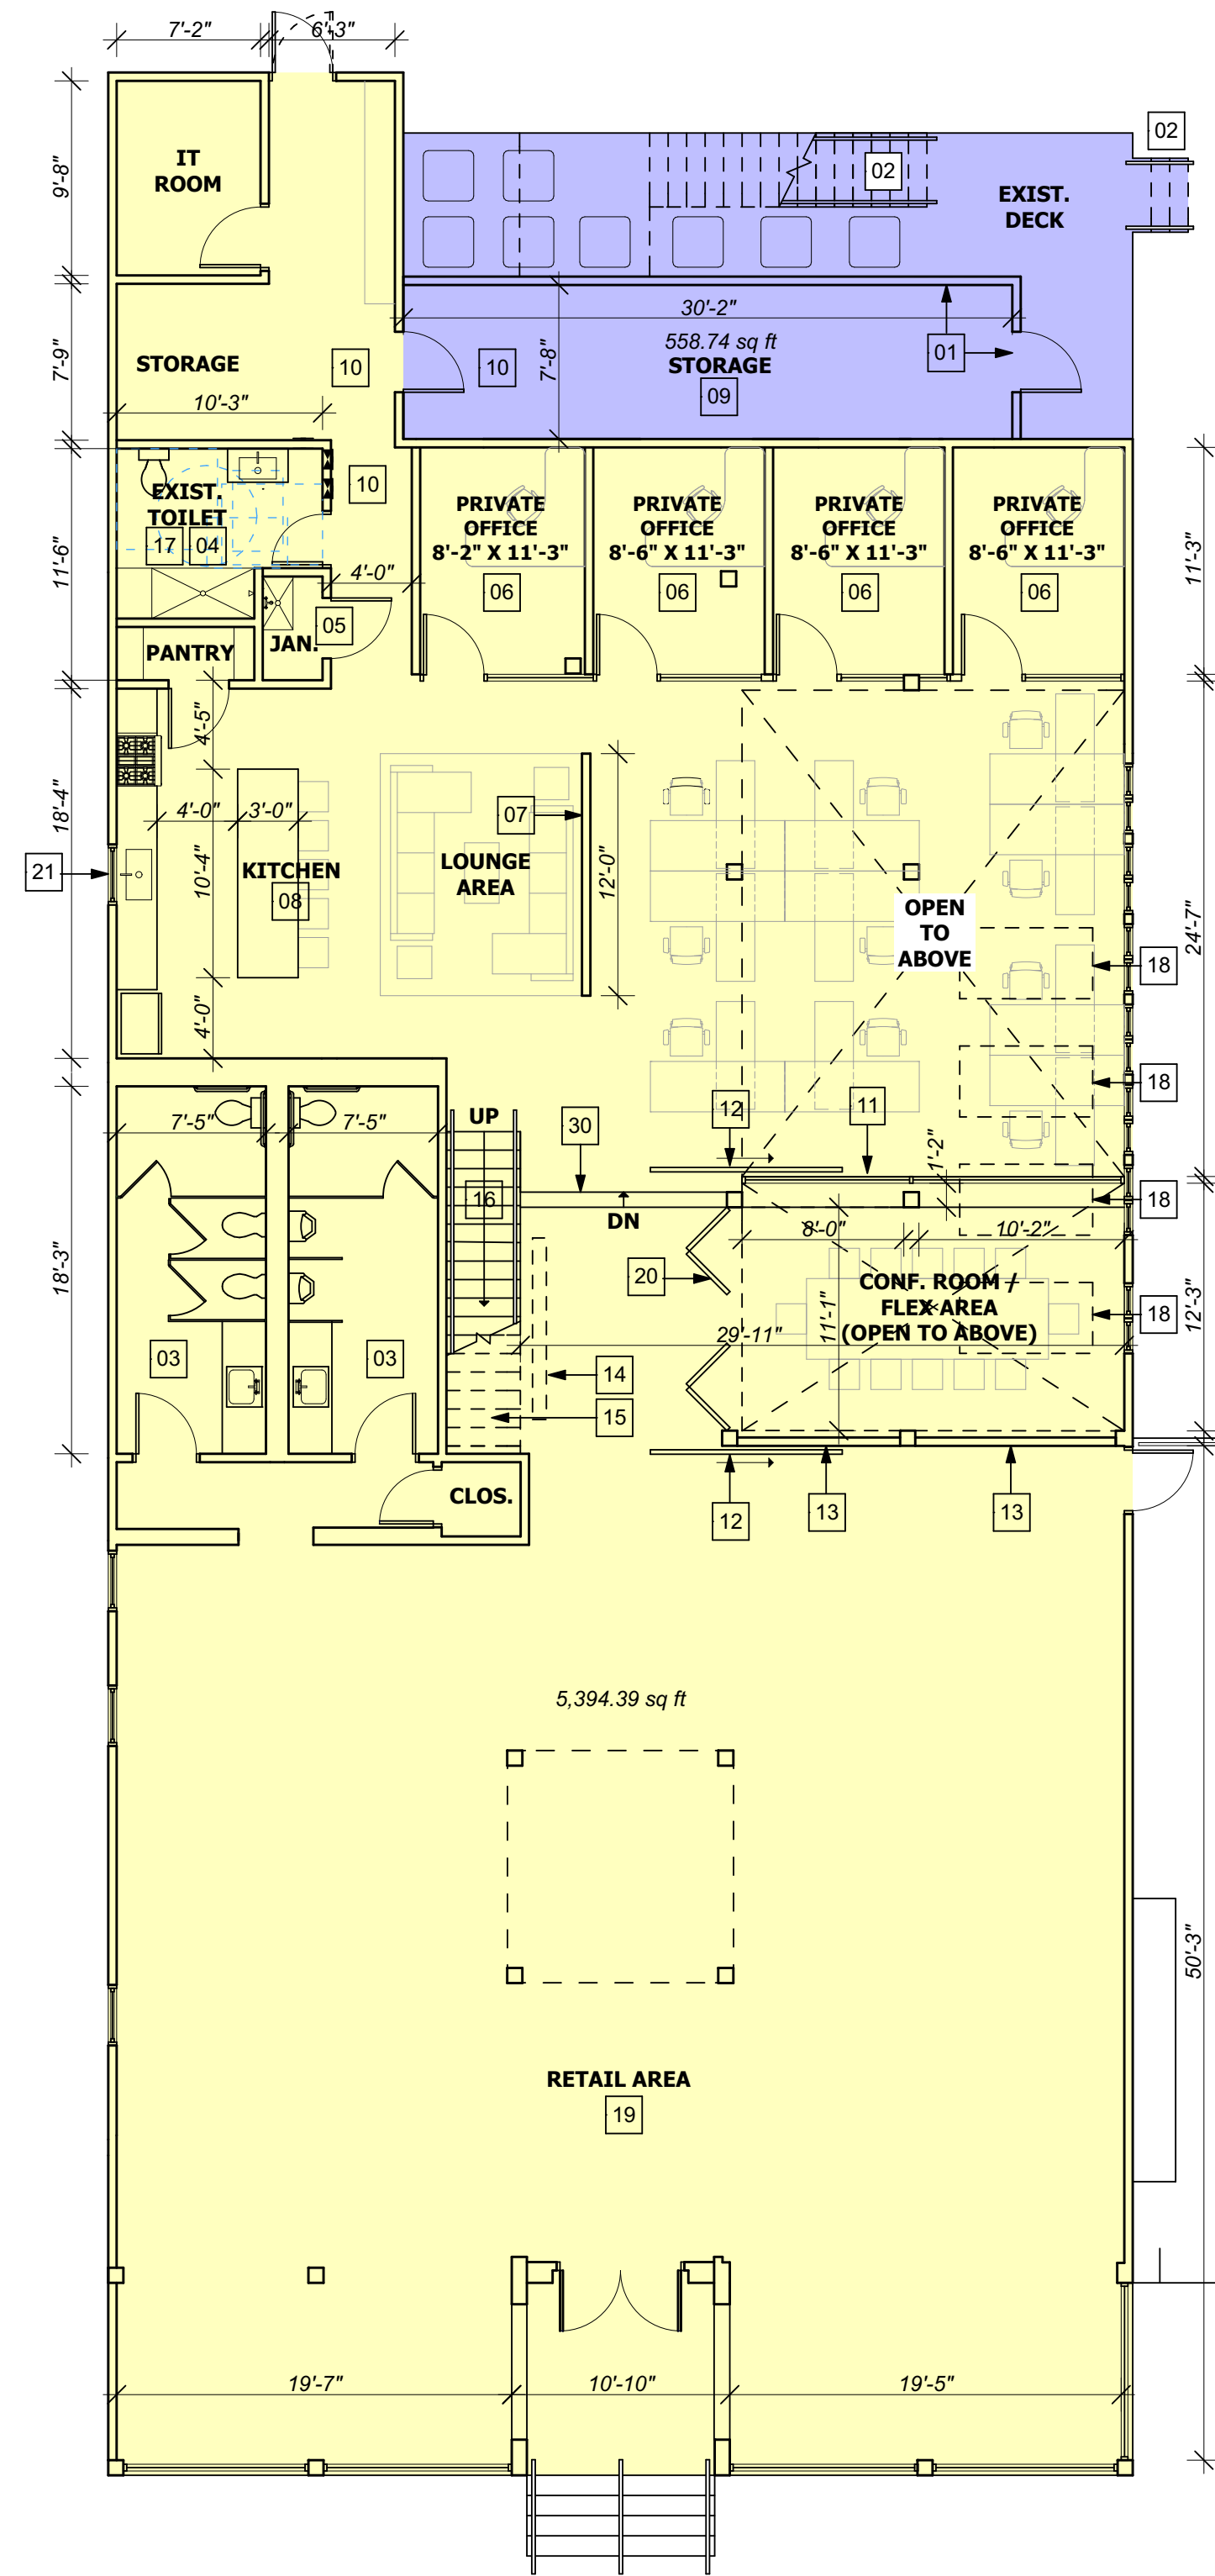 7'-2"
6'-3"
02
IT
ROOM
02
EXIST.
DECK
9'-8"
30'-2"
558.74 sq ft
STORAGE
09
01
7'-9"
STORAGE
10
10
7'-8"
10'-3"
10
EXIST.
TOILET
17
04
PRIVATE
OFFICE
8'-2" X 11'-3"
06
PRIVATE
OFFICE
8'-6" X 11'-3"
06
PRIVATE
OFFICE
8'-6" X 11'-3"
06
PRIVATE
OFFICE
8'-6" X 11'-3"
06
11'-6"
11'-3"
4'-0"
05
JAN.
PANTRY
4'-5"
18'-4"
4'-0"
3'-0"
07
21
10'-4"
KITCHEN
08
LOUNGE
AREA
12'-0"
OPEN
TO
ABOVE
24'-7"
18
4'-0"
18
7'-5"
7'-5"
UP
30
12
11
1'-2"
16
DN
18
8'-0"
10'-2"
18'-3"
20
CONF. ROOM /
FLEX AREA
(OPEN TO ABOVE)
18
12'-3"
11'-1"
29'-11"
03
03
14
15
CLOS.
12
13
13
5,394.39 sq ft
50'-3"
RETAIL AREA
19
19'-7"
10'-10"
19'-5"